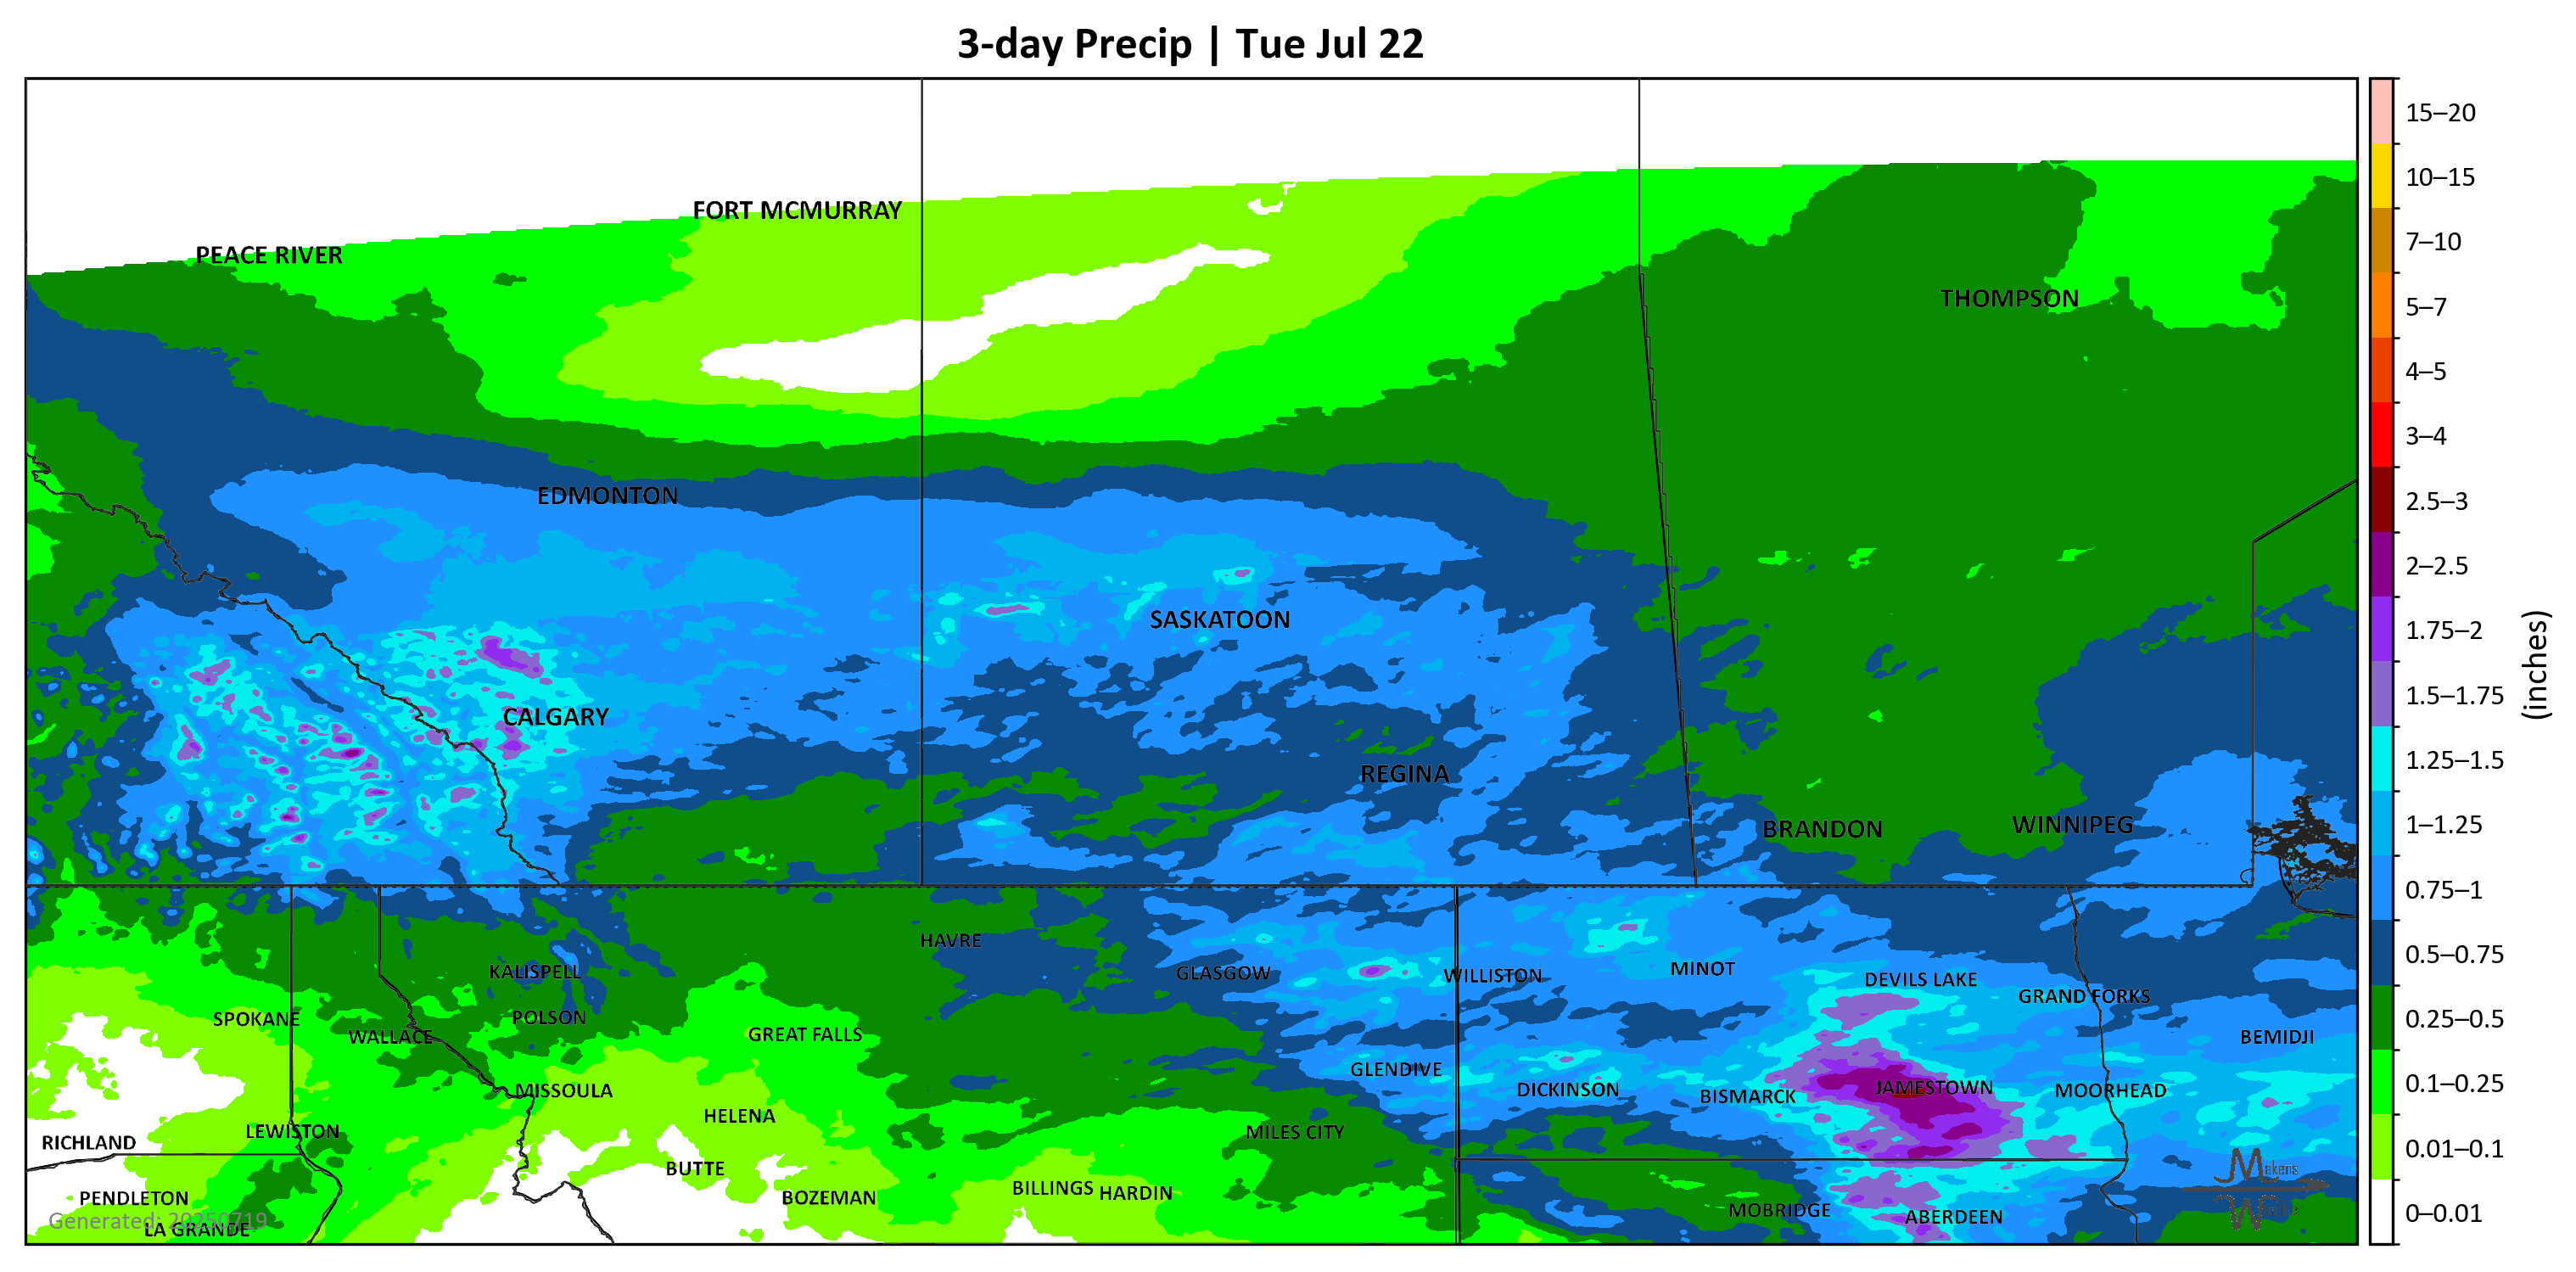 3-day Precip | Tue Jul 22
FORT MCMURRAY
PEACE RIVER
THOMPSON
EDMONTON
SASKATOON
CALGARY
REGINA
BRANDON
WINNIPEG
HAVRE
KALISPELL
GLASGOW
WILLISTON
MINOT
DEVILS LAKE
GRAND FORKS
SPOKANE
POLSON
WALLACE
GREAT FALLS
BEMIDJI
GLENDIVE
MISSOULA
DICKINSON
BISMARCK
JAMESTOWN
MOORHEAD
HELENA
RICHLAND
LEWISTON
MILES CITY
BUTTE
PENDLETON
BOZEMAN
BILLINGS
HARDIN
MOBRIDGE
ABERDEEN
Generated: 20250719
LA GRANDE
15–20
10–15
7–10
5–7
4–5
3–4
2.5–3
2–2.5
1.75–2
1.5–1.75
1.25–1.5
1–1.25
0.75–1
0.5–0.75
0.25–0.5
0.1–0.25
0.01–0.1
0–0.01
(inches)